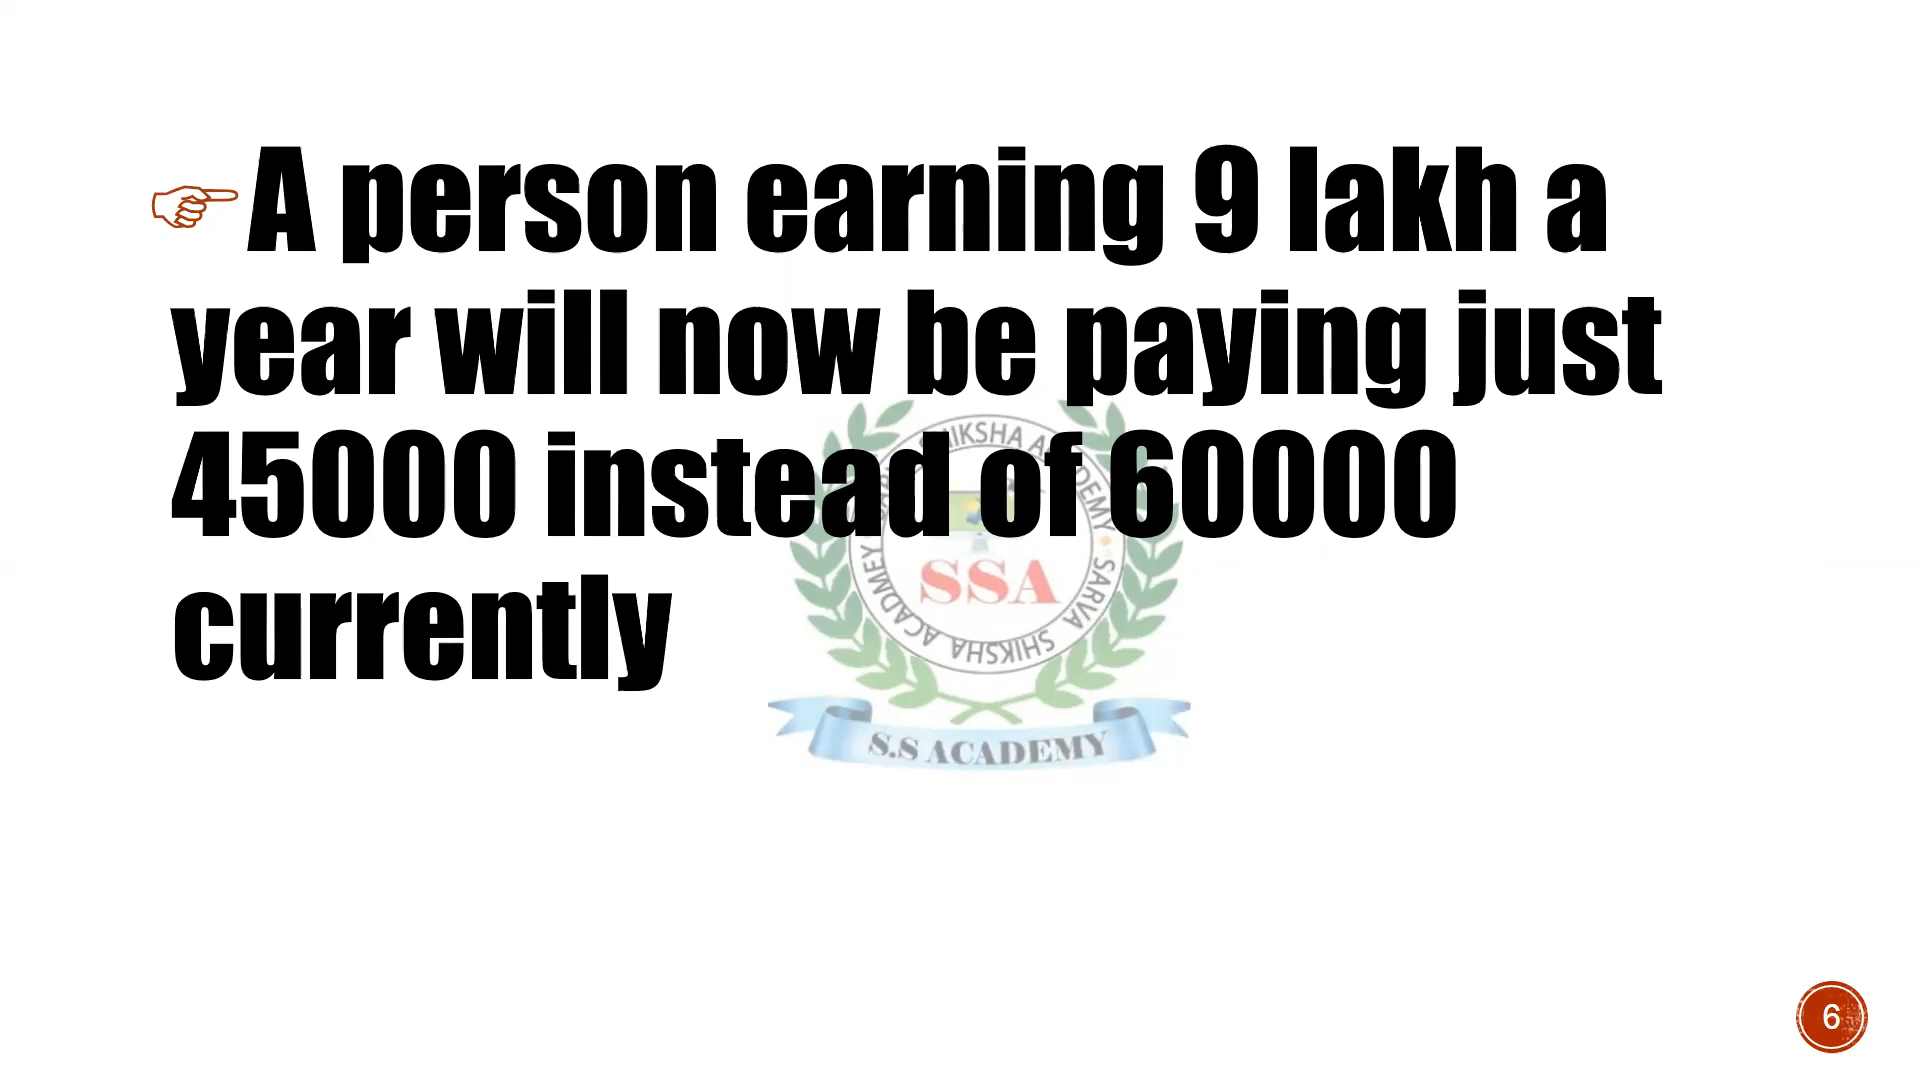 ☞A person earning 9 lakh a
year will now be paying just
45000 instead of 60000
currently
SARVA SHIKSHA ACADMEY
SSA
S.S ACADEMY
6